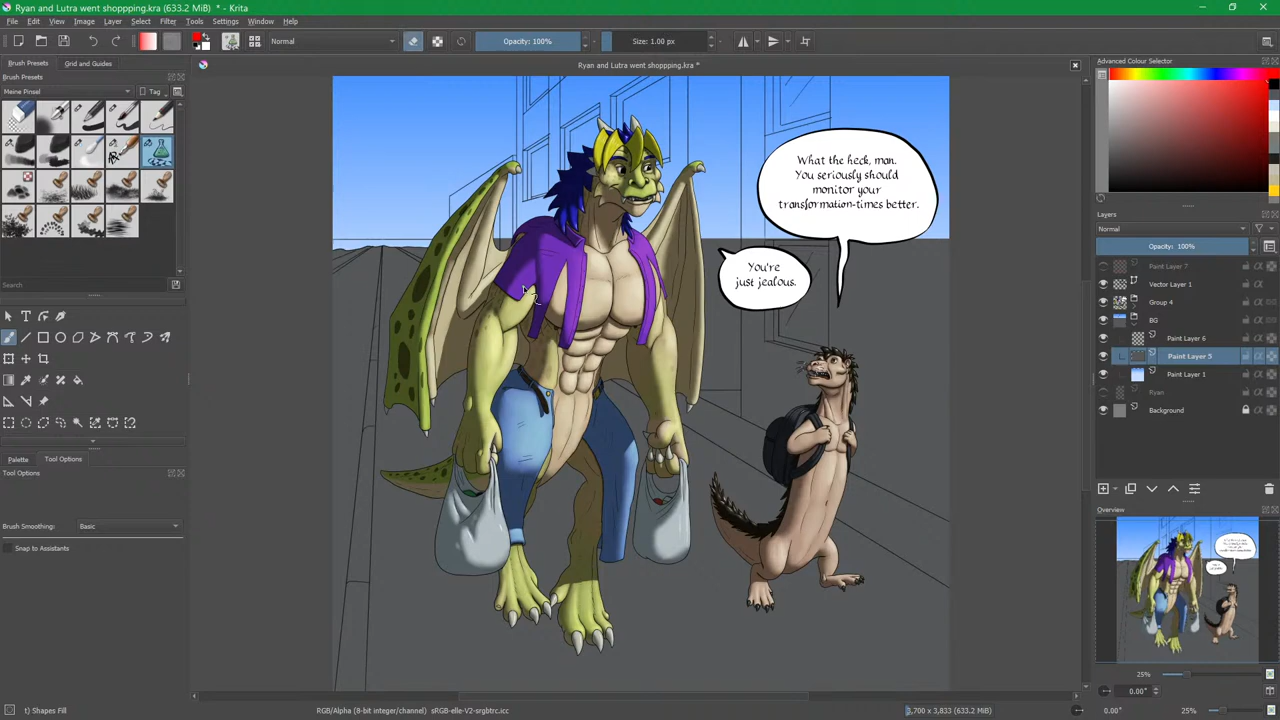 Ryan and Lutra went shoppping.kra (633.2 MiB) * - Krita
File Edit View Image Layer Select Filter Tools Settings Window Help
Normal
Opacity: 100%
Size: 1.00 px
Brush Presets
Grid and Guides
Ryan and Lutra went shoppping.kra *
Advanced Colour Selector
Brush Presets
Meine Pinsel
Tag
Search
Palette
Tool Options
Tool Options
Brush Smoothing:
Basic
Snap to Assistants
What the heck, man.
You seriously should
monitor your
transformation-times better.
You're
just jealous.
Layers
Normal
Opacity: 100%
Paint Layer 7
Vector Layer 1
Group 4
BG
Paint Layer 6
Paint Layer 5
Paint Layer 1
Ryan
Background
Overview
25%
0.00°
t) Shapes Fill
RGB/Alpha (8-bit integer/channel) sRGB-elle-V2-srgbtrc.icc
3,700 x 3,833 (633.2 MiB)
0.00°
25%